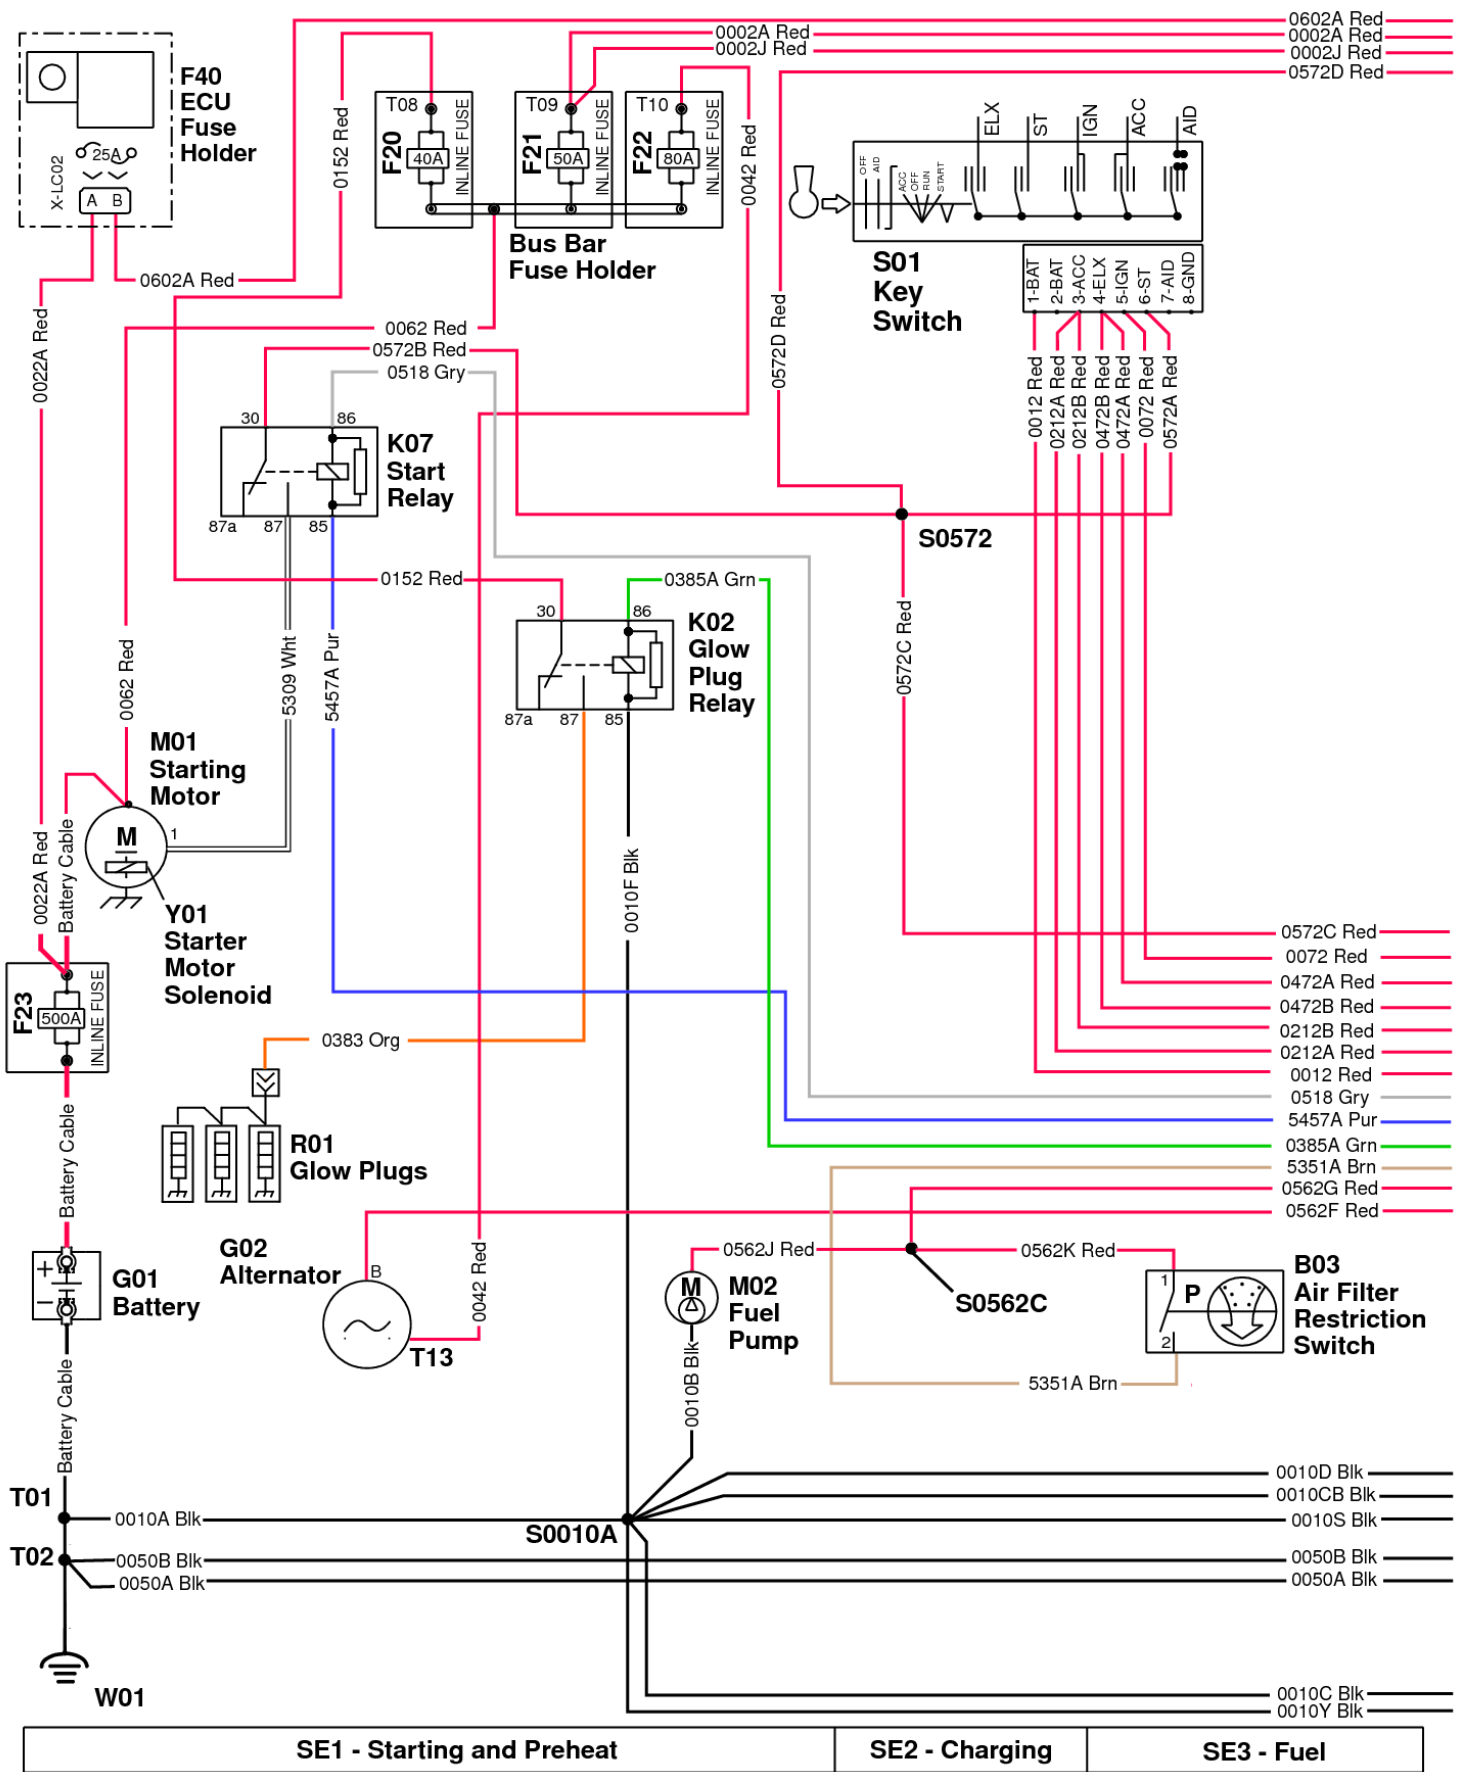 0602A Red
0002A Red
0002J Red
0572D Red
0002A Red
0002J Red
F40
ECU
Fuse
Holder
25A
X-LC02
A B
0152 Red
T08
F20
40A
INLINE FUSE
T09
F21
50A
INLINE FUSE
T10
F22
80A
INLINE FUSE
0042 Red
Bus Bar
Fuse Holder
ELX
ST
IGN
ACC
AID
OFF
AID
ACC
OFF
RUN
START
S01
Key
Switch
1-BAT
2-BAT
3-ACC
4-ELX
5-IGN
6-ST
7-AID
8-GND
0602A Red
0022A Red
0062 Red
0572B Red
0518 Gry
0572D Red
0012 Red
0212A Red
0212B Red
0472B Red
0472A Red
0072 Red
0572A Red
30
86
K07
Start
Relay
87a
87
85
S0572
0152 Red
0385A Grn
30
86
K02
Glow
Plug
Relay
87a
87
85
0572C Red
0062 Red
5309 Wht
5457A Pur
M01
Starting
Motor
M
1
0022A Red
Battery Cable
0010F Blk
Y01
Starter
Motor
Solenoid
F23
500A
INLINE FUSE
0383 Org
0572C Red
0072 Red
0472A Red
0472B Red
0212B Red
0212A Red
0012 Red
0518 Gry
5457A Pur
0385A Grn
5351A Brn
0562G Red
0562F Red
Battery Cable
R01
Glow Plugs
G01
Battery
+
−
G02
Alternator
B
0042 Red
T13
0562J Red
0562K Red
M
M02
Fuel
Pump
S0562C
1
P
2
B03
Air Filter
Restriction
Switch
0010B Blk
5351A Brn
Battery Cable
T01
0010A Blk
S0010A
T02
0050B Blk
0050A Blk
0010D Blk
0010CB Blk
0010S Blk
0050B Blk
0050A Blk
W01
0010C Blk
0010Y Blk
SE1 - Starting and Preheat
SE2 - Charging
SE3 - Fuel